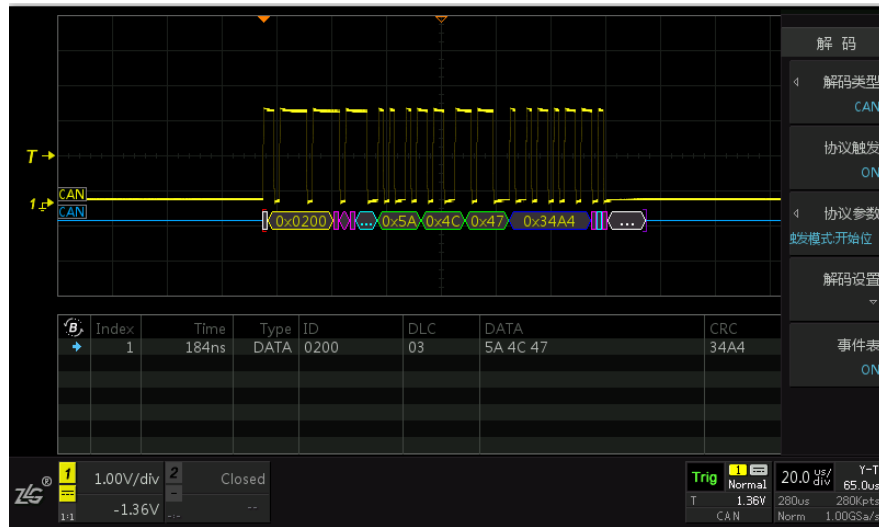 解 码
解码类型
CAN
协议触发
ON
协议参数
触发模式:开始位
解码设置
事件表
ON
T
1
CAN
CAN
0x0200 ... 0x5A 0x4C 0x47 0x34A4 ...
B Index Time Type ID DLC DATA CRC
1 184ns DATA 0200 03 5A 4C 47 34A4
ZLG®
1 1.00V/div
1:1 -1.36V
2 Closed
-:- --
Trig 1 Normal
T 1.36V
CAN
20.0 us/div Y-T
65.0us
280us 280Kpts
Norm 1.00GSa/s